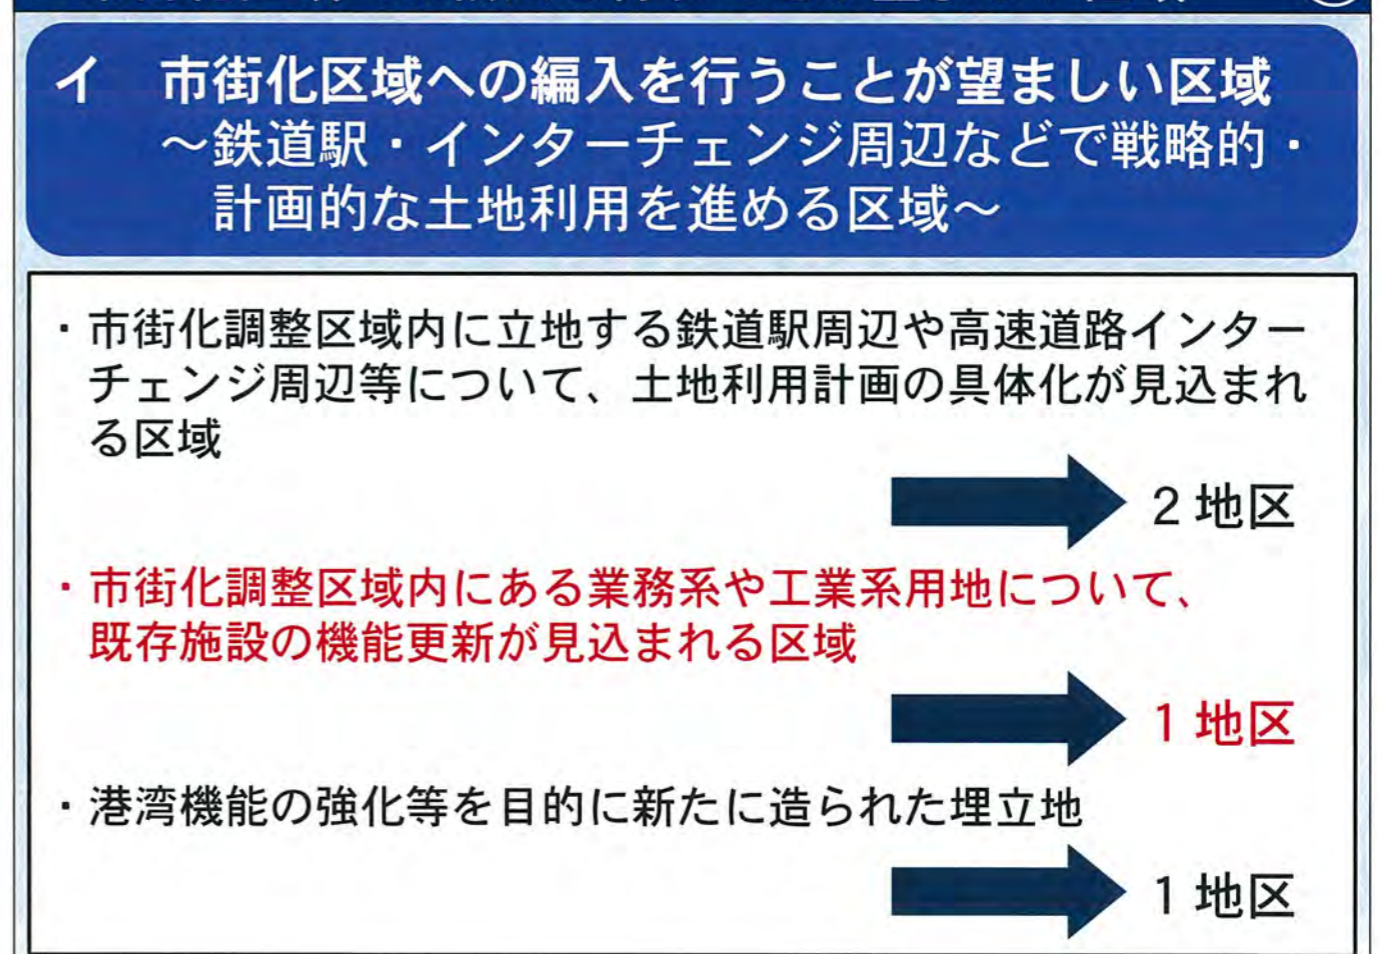 イ　市街化区域への編入を行うことが望ましい区域
～鉄道駅・インターチェンジ周辺などで戦略的・
計画的な土地利用を進める区域～
・市街化調整区域内に立地する鉄道駅周辺や高速道路インター
チェンジ周辺等について、土地利用計画の具体化が見込まれ
る区域
2地区
・市街化調整区域内にある業務系や工業系用地について、
既存施設の機能更新が見込まれる区域
1地区
・港湾機能の強化等を目的に新たに造られた埋立地
1地区